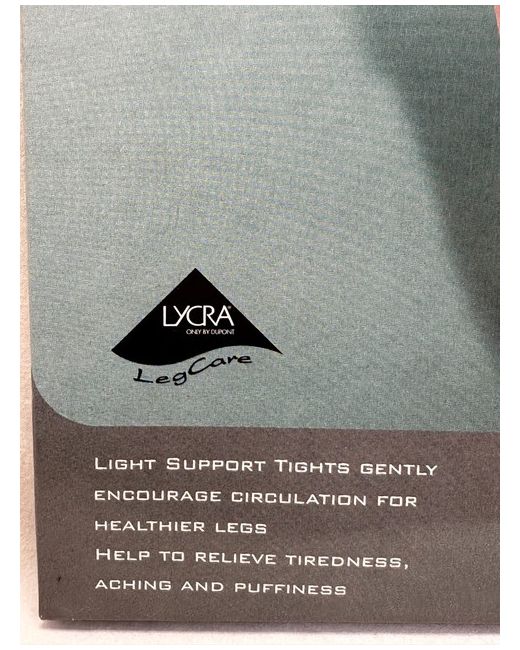 LYCRA®
ONLY BY DUPONT
LegCare
LIGHT SUPPORT TIGHTS GENTLY
ENCOURAGE CIRCULATION FOR
HEALTHIER LEGS
HELP TO RELIEVE TIREDNESS,
ACHING AND PUFFINESS